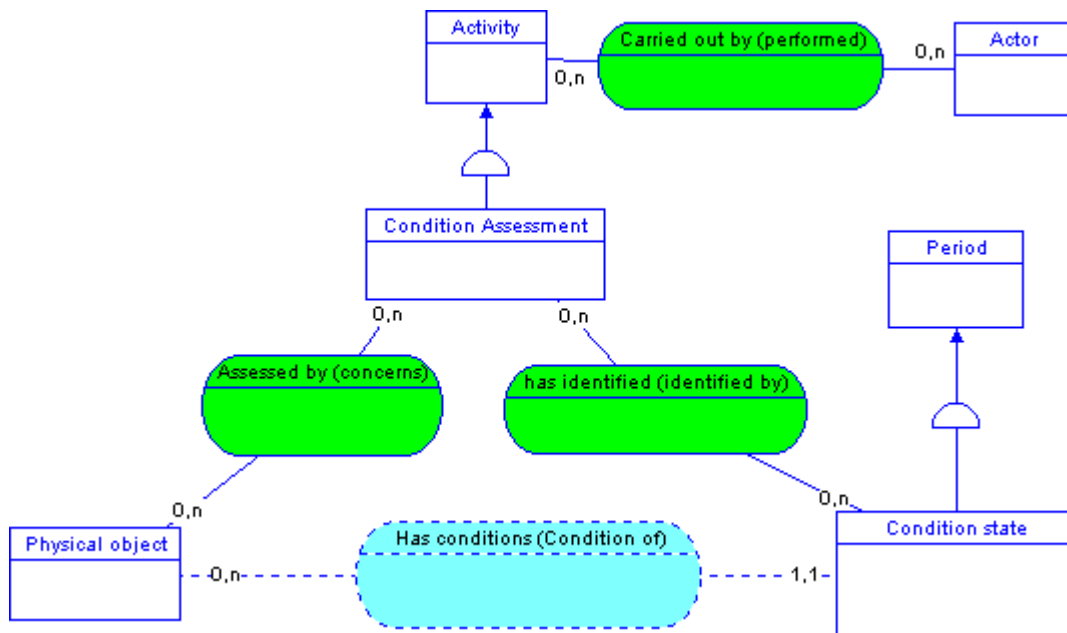 Activity
Carried out by (performed)
Actor
0,n
0,n
Condition Assessment
Period
0,n
0,n
Assessed by (concerns)
has identified (identified by)
0,n
0,n
Physical object
Has conditions (Condition of)
Condition state
0,n
1,1